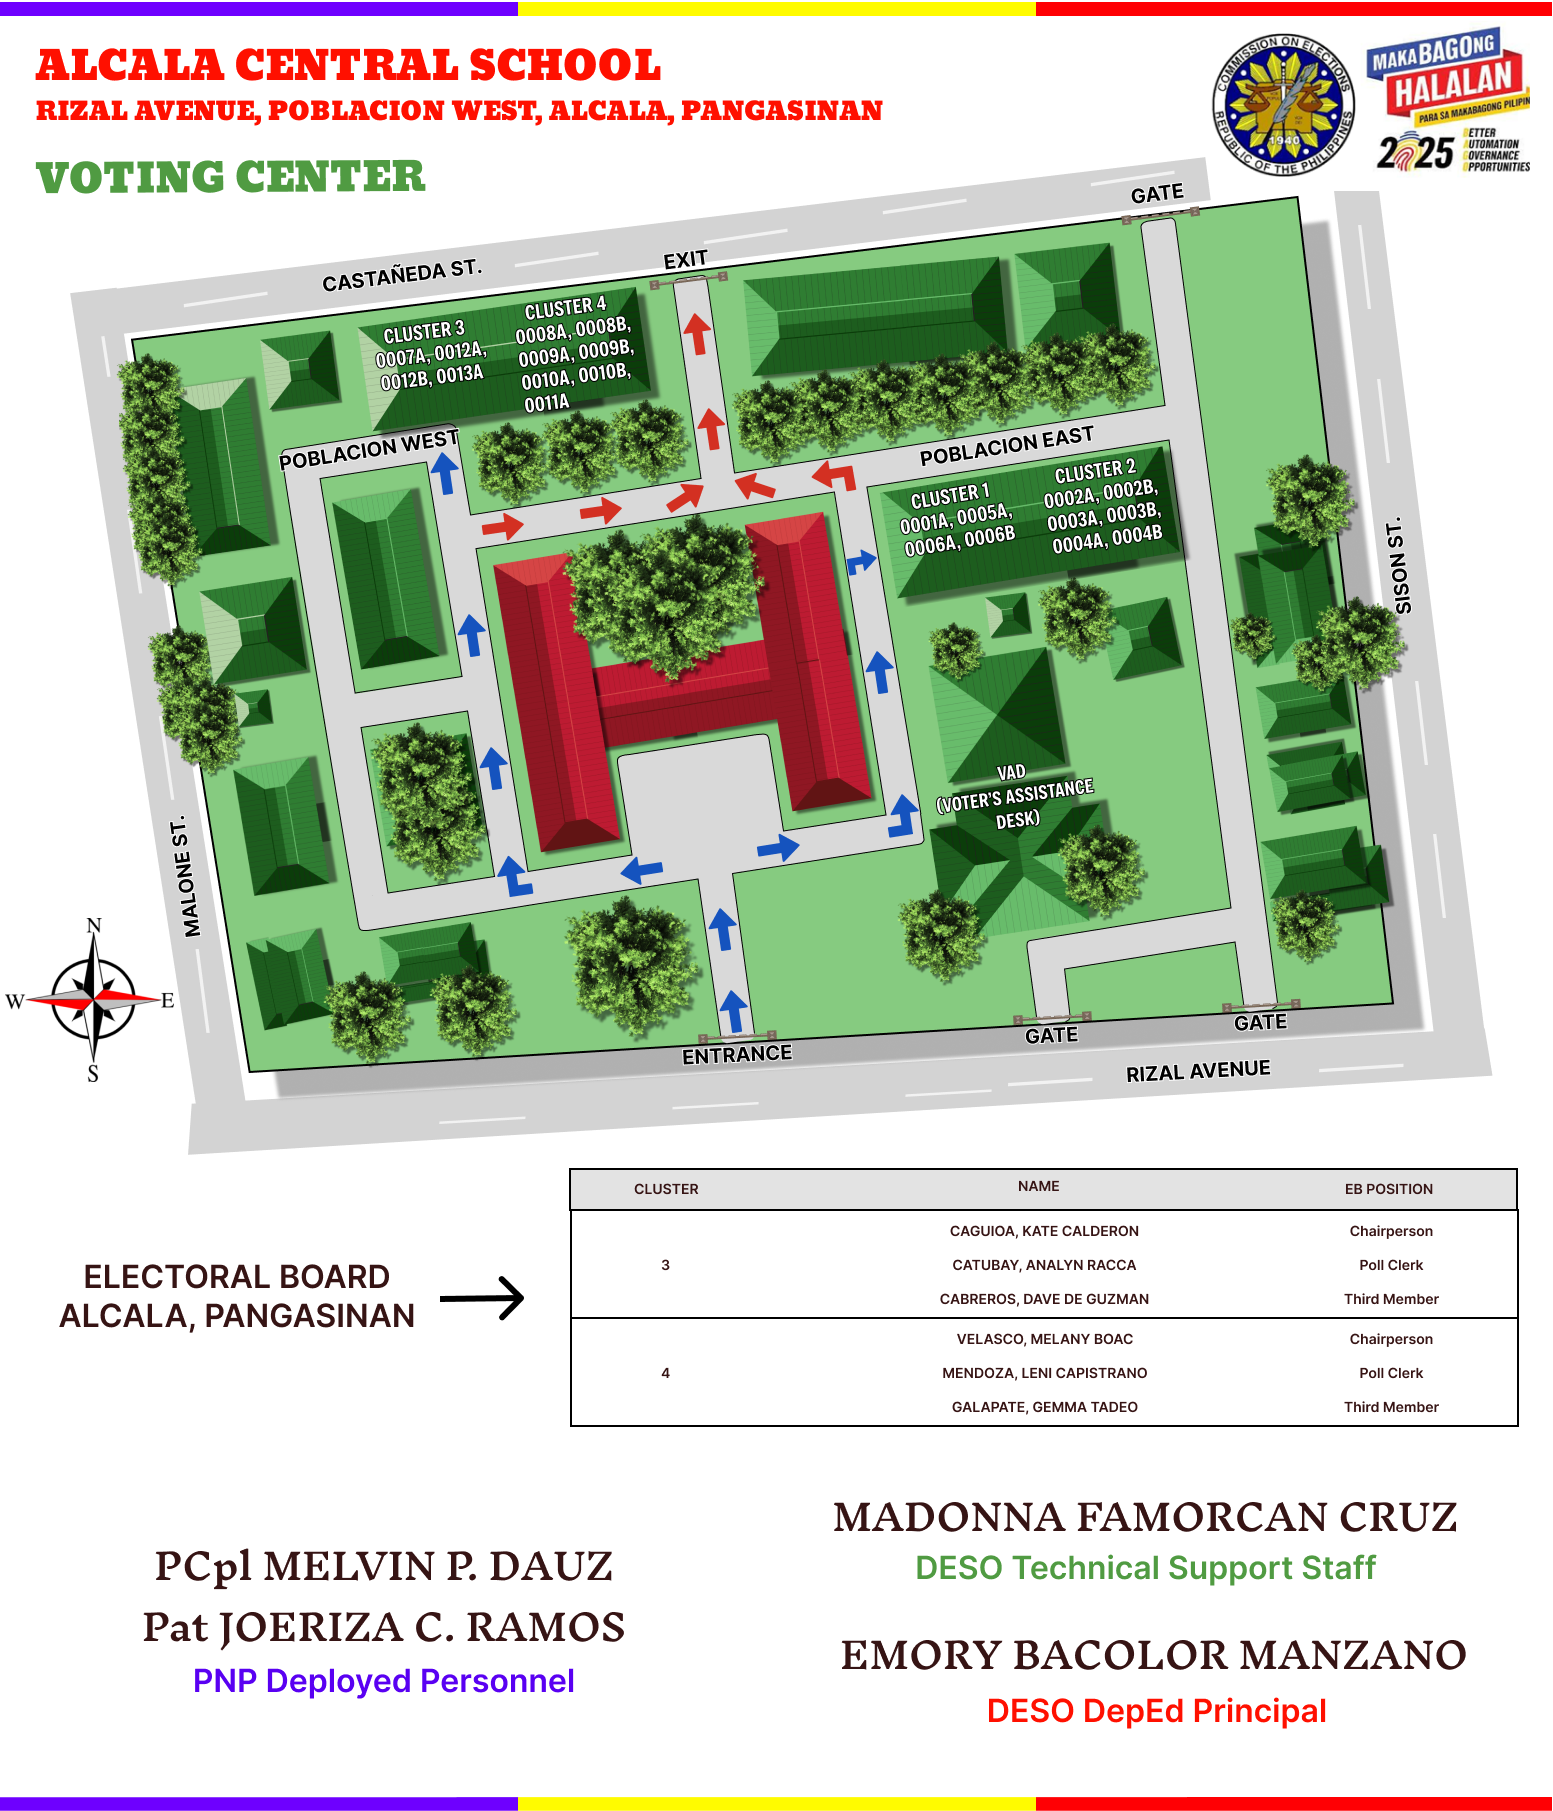 ALCALA CENTRAL SCHOOL
RIZAL AVENUE, POBLACION WEST, ALCALA, PANGASINAN
VOTING CENTER
COMMISSION ON ELECTIONS
1940
REPUBLIC OF THE PHILIPPINES
MAKABAGONG
HALALAN
PARA SA MAKABAGONG PILIPIN
2025
BETTER
AUTOMATION
GOVERNANCE
OPPORTUNITIES
GATE
EXIT
CASTAÑEDA ST.
CLUSTER 3
0007A, 0012A,
0012B, 0013A
CLUSTER 4
0008A, 0008B,
0009A, 0009B,
0010A, 0010B,
0011A
POBLACION WEST
POBLACION EAST
CLUSTER 1
0001A, 0005A,
0006A, 0006B
CLUSTER 2
0002A, 0002B,
0003A, 0003B,
0004A, 0004B
SISON ST.
VAD
(VOTER'S ASSISTANCE
DESK)
MALONE ST.
N
W
E
S
ENTRANCE
GATE
GATE
RIZAL AVENUE
ELECTORAL BOARD
ALCALA, PANGASINAN
CLUSTER NAME EB POSITION
CAGUIOA, KATE CALDERON Chairperson
3 CATUBAY, ANALYN RACCA Poll Clerk
CABREROS, DAVE DE GUZMAN Third Member
VELASCO, MELANY BOAC Chairperson
4 MENDOZA, LENI CAPISTRANO Poll Clerk
GALAPATE, GEMMA TADEO Third Member
PCpl MELVIN P. DAUZ
Pat JOERIZA C. RAMOS
PNP Deployed Personnel
MADONNA FAMORCAN CRUZ
DESO Technical Support Staff
EMORY BACOLOR MANZANO
DESO DepEd Principal